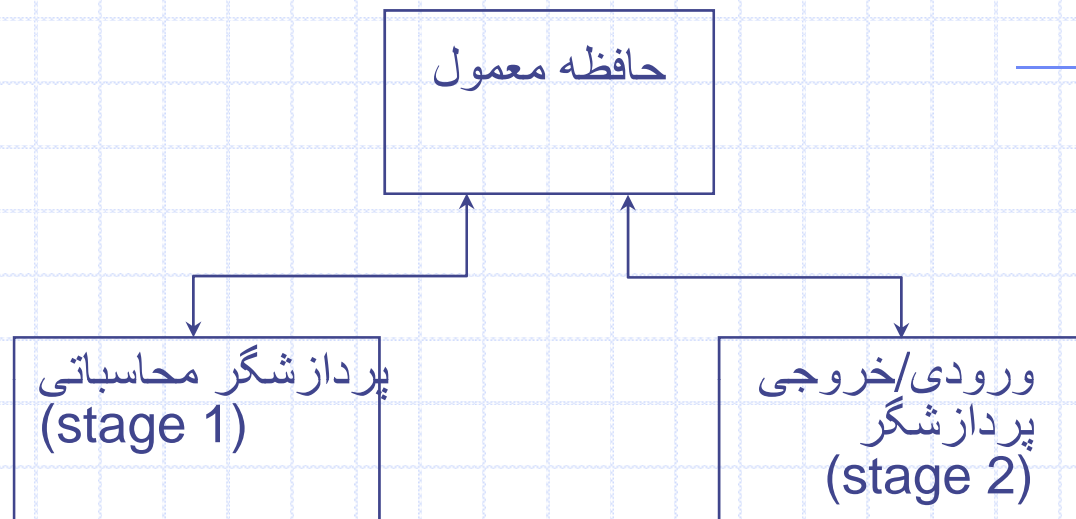 حافظه معمول
پردازشگر محاسباتی
(stage 1)
ورودی/خروجی
پردازشگر
(stage 2)